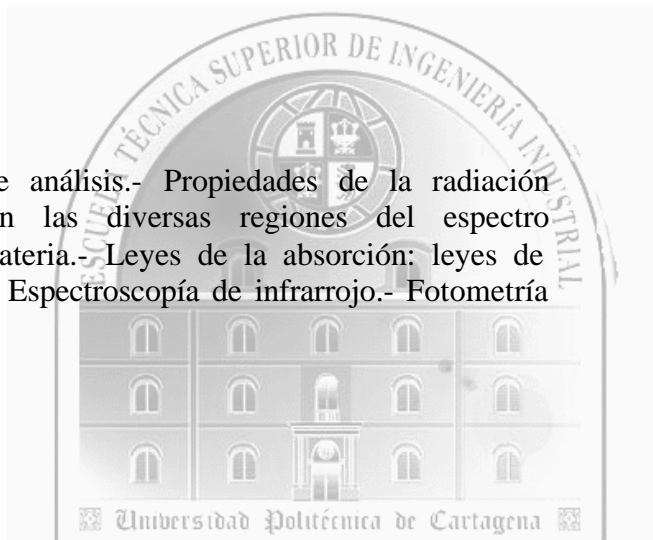 ESCUELA TÉCNICA SUPERIOR DE INGENIERÍA INDUSTRIAL
e análisis.- Propiedades de la radiación
n las diversas regiones del espectro
ateria.- Leyes de la absorción: leyes de
Espectroscopía de infrarrojo.- Fotometría
Universidad Politécnica de Cartagena